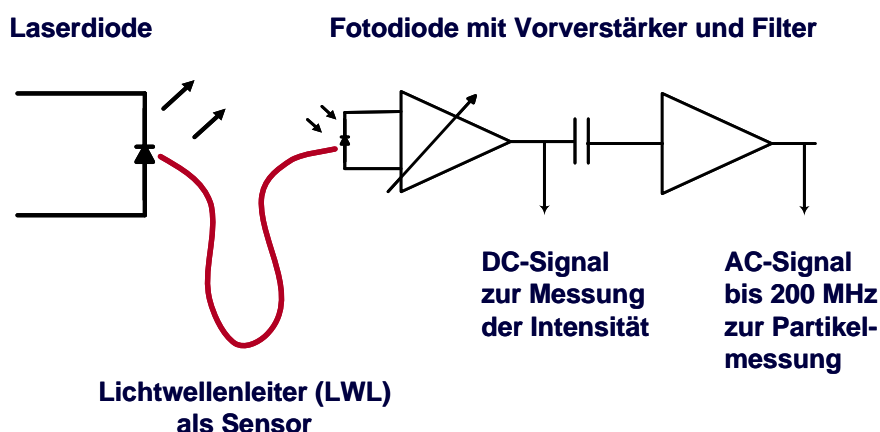 Laserdiode
Fotodiode mit Vorverstärker und Filter
DC-Signal
zur Messung
der Intensität
AC-Signal
bis 200 MHz
zur Partikel-
messung
Lichtwellenleiter (LWL)
als Sensor